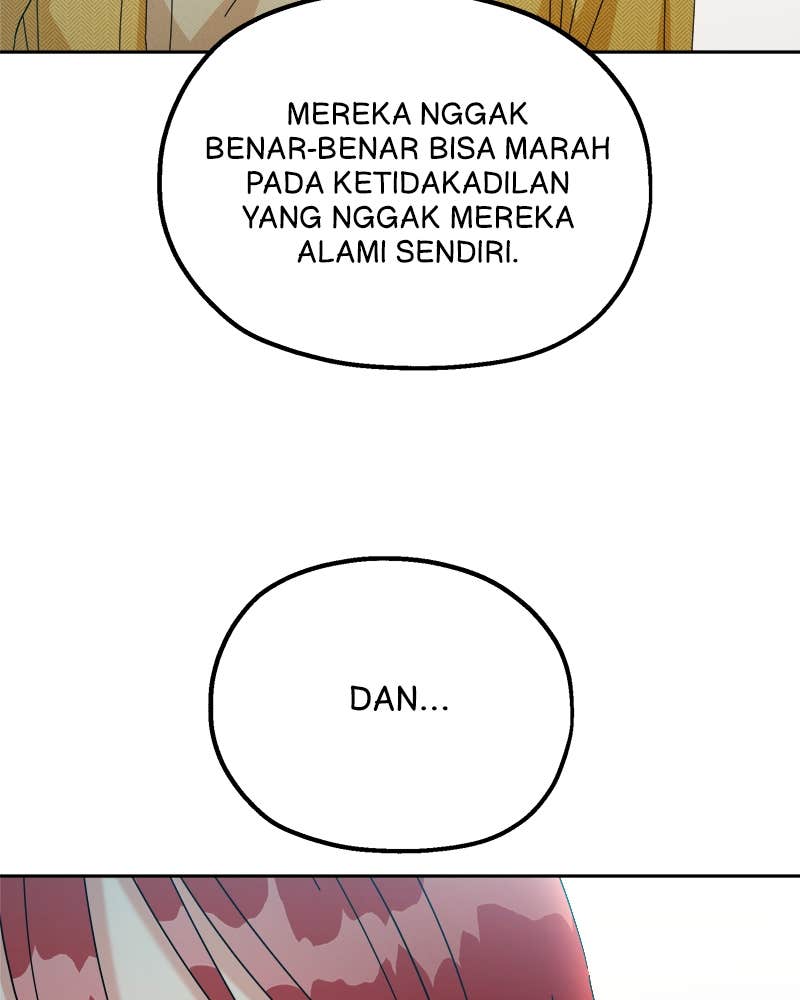 MEREKA NGGAK
BENAR-BENAR BISA MARAH
PADA KETIDAKADILAN
YANG NGGAK MEREKA
ALAMI SENDIRI.
DAN...